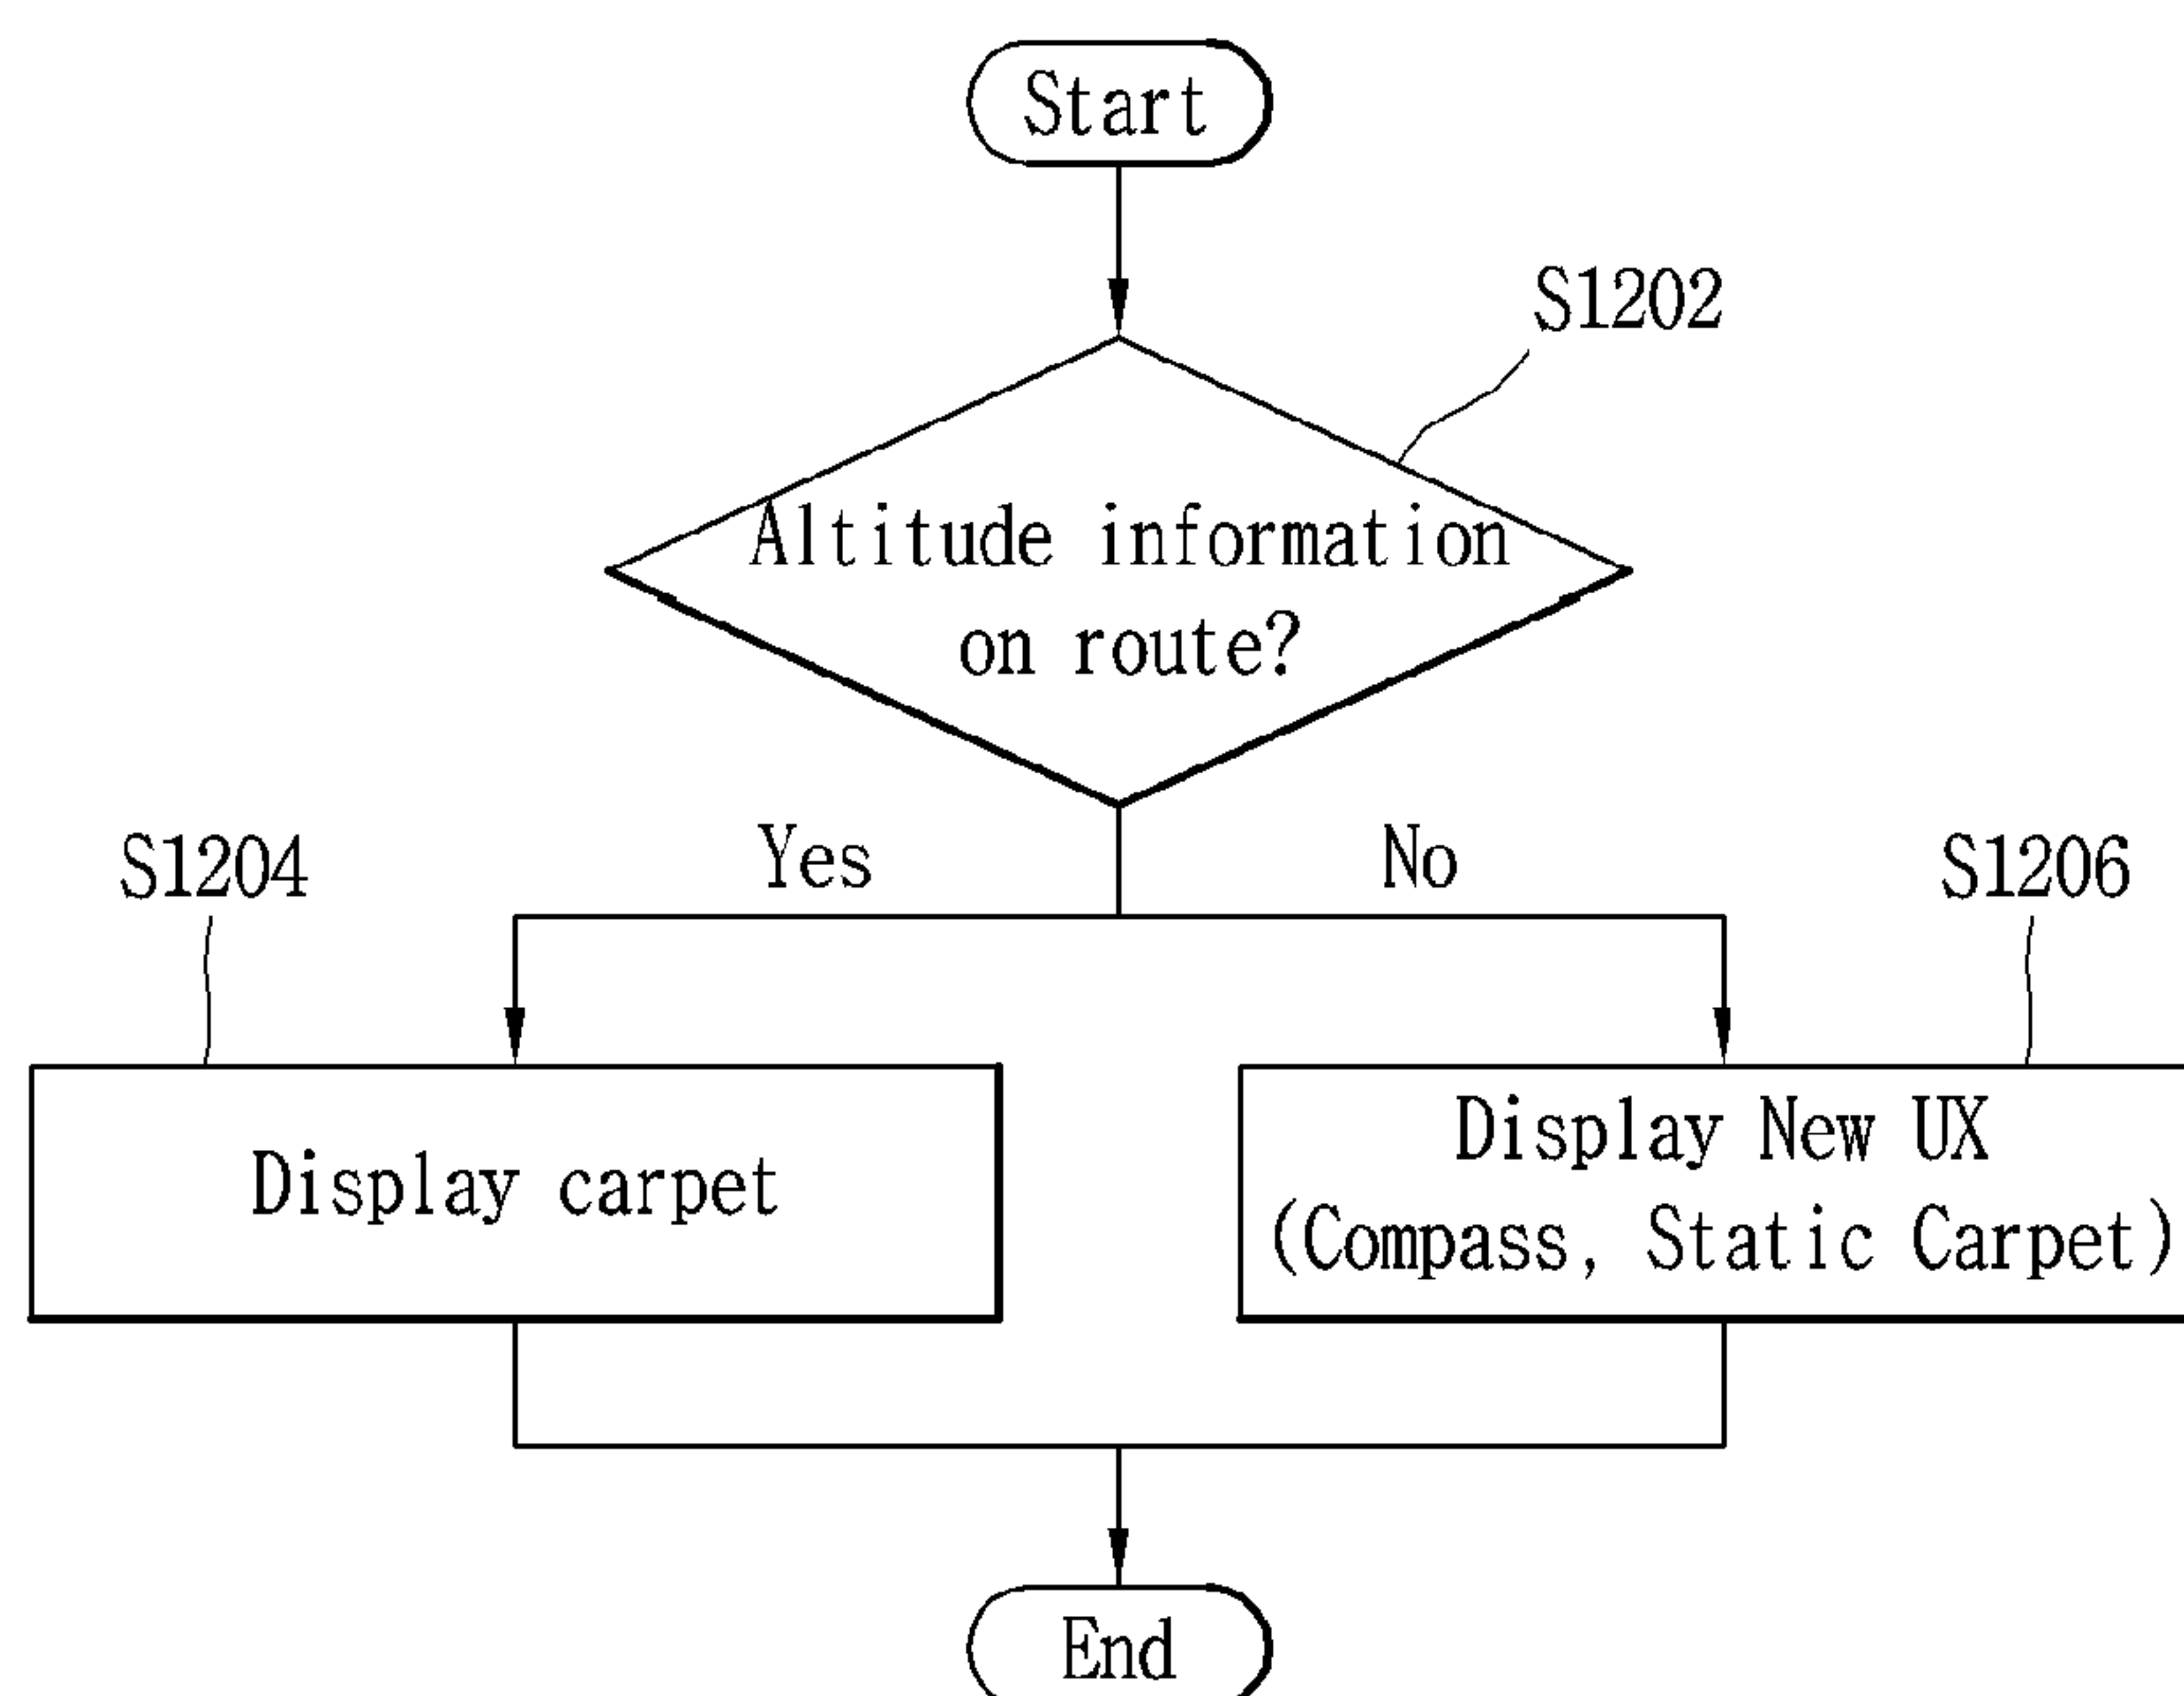 Start
S1202
Altitude information
on route?
Yes
No
S1204
S1206
Display carpet
Display New UX
(Compass, Static Carpet)
End